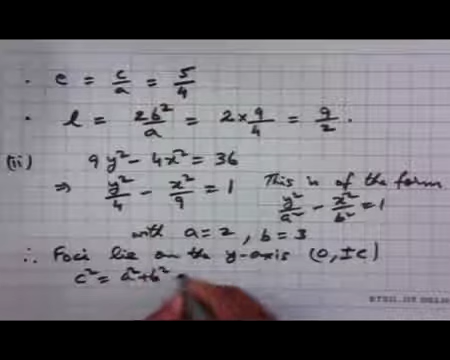 · e = c/a = 5/4
· l = 2b²/a = 2×9/4 = 9/2 .
(ii) 9y² − 4x² = 36
⇒ y²/4 − x²/9 = 1 This is of the form
y²/a² − x²/b² = 1
with a = 2, b = 3
∴ Foci lie on the y-axis (0, ±c)
c² = a² + b²